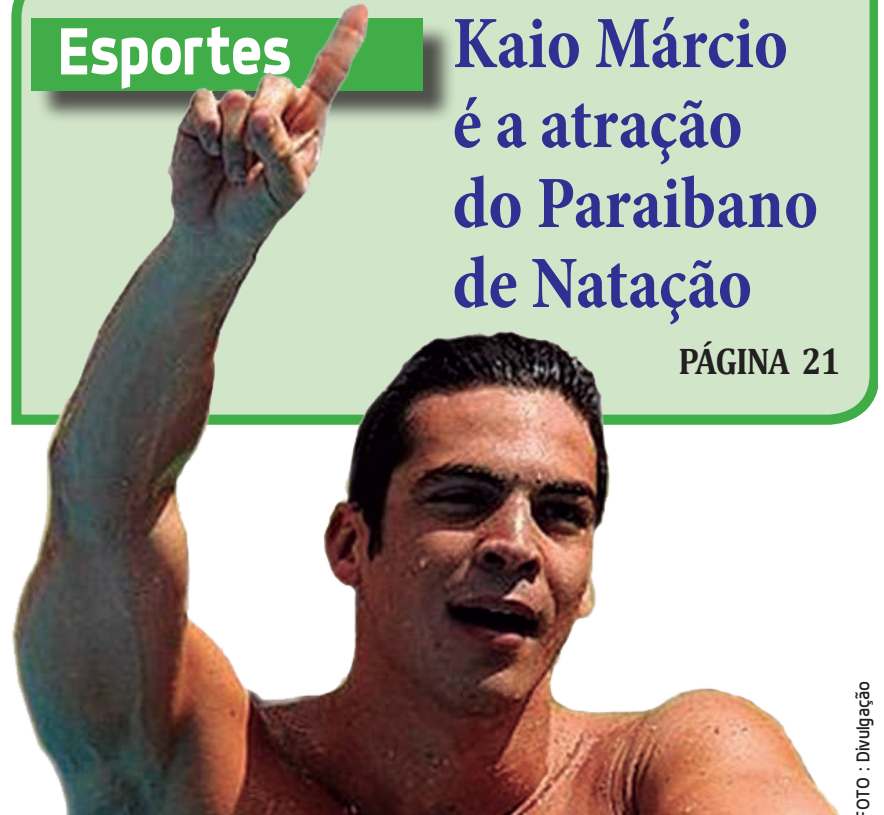 Esportes
Kaio Márcio
é a atração
do Paraibano
de Natação
PÁGINA 21
FOTO : Divulgação